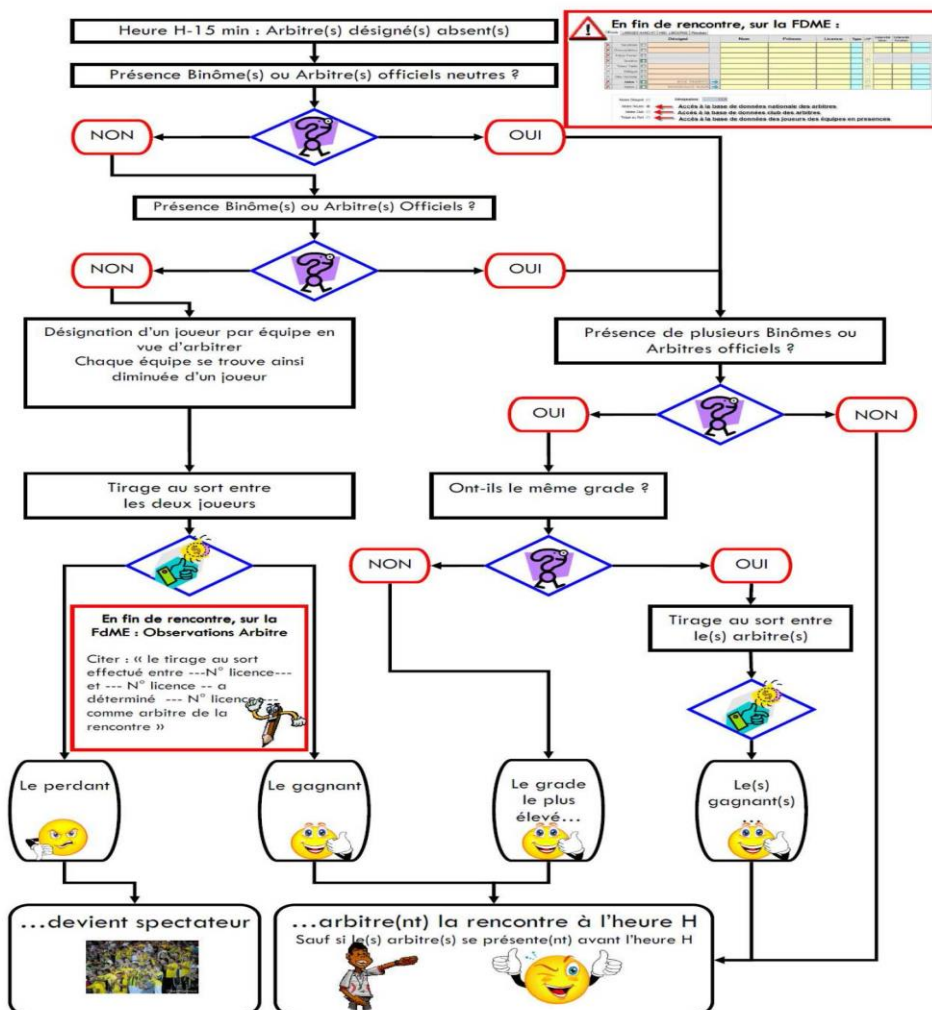 Heure H-15 min : Arbitre(s) désigné(s) absent(s)
Présence Binôme(s) ou Arbitre(s) officiels neutres ?
En fin de rencontre, sur la FDME :
Désigné
Nom
Prénom
Licence
Type
Accès à la base de données nationale des arbitres
Accès à la base de données club des arbitres.
Accès à la base de données des joueurs des équipes en présences
NON
OUI
Présence Binôme(s) ou Arbitre(s) Officiels ?
NON
OUI
Désignation d'un joueur par équipe en
vue d'arbitrer
Chaque équipe se trouve ainsi
diminuée d'un joueur
Présence de plusieurs Binômes ou
Arbitres officiels ?
OUI
NON
Tirage au sort entre
les deux joueurs
Ont-ils le même grade ?
NON
OUI
En fin de rencontre, sur la
FdME : Observations Arbitre
Citer : « le tirage au sort
effectué entre ---N° licence---
et --- N° licence -- a
déterminé --- N° licence---
comme arbitre de la
rencontre »
Tirage au sort entre
le(s) arbitre(s)
Le perdant
Le gagnant
Le grade
le plus
élevé...
Le(s)
gagnant(s)
...
...devient spectateur
...arbitre(nt) la rencontre à l'heure H
Sauf si le(s) arbitre(s) se présente(nt) avant l'heure H